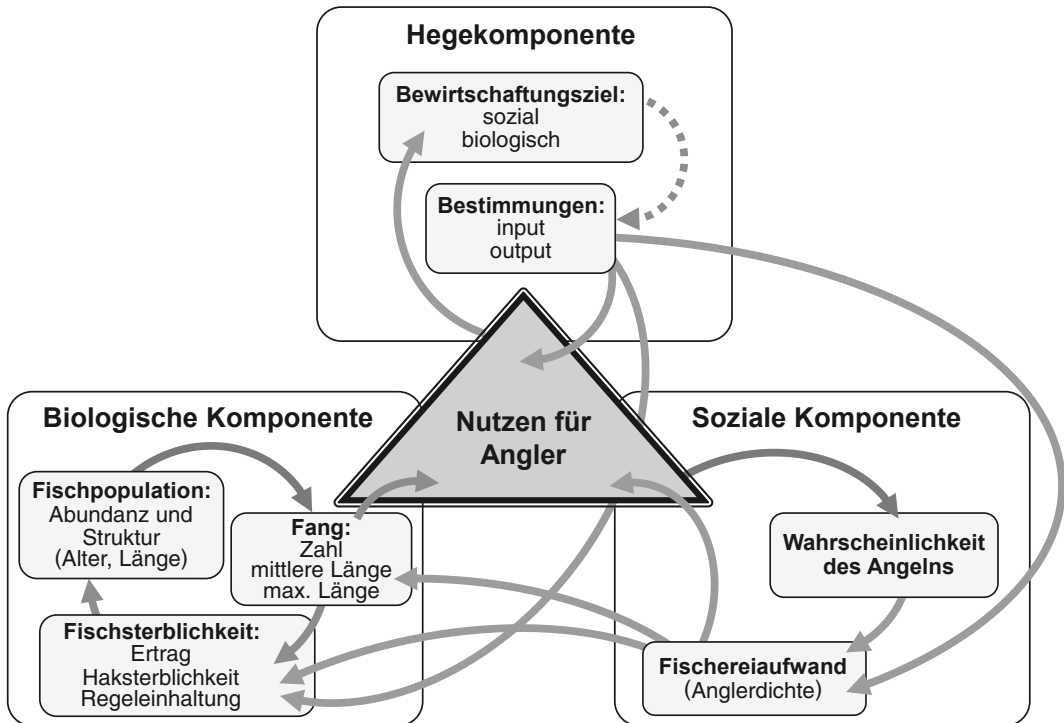 Hegekomponente
Bewirtschaftungsziel:
sozial
biologisch
Bestimmungen:
input
output
Nutzen für
Angler
Biologische Komponente
Fischpopulation:
Abundanz und
Struktur
(Alter, Länge)
Fang:
Zahl
mittlere Länge
max. Länge
Fischsterblichkeit:
Ertrag
Haksterblichkeit
Regeleinhaltung
Soziale Komponente
Wahrscheinlichkeit
des Angelns
Fischereiaufwand
(Anglerdichte)